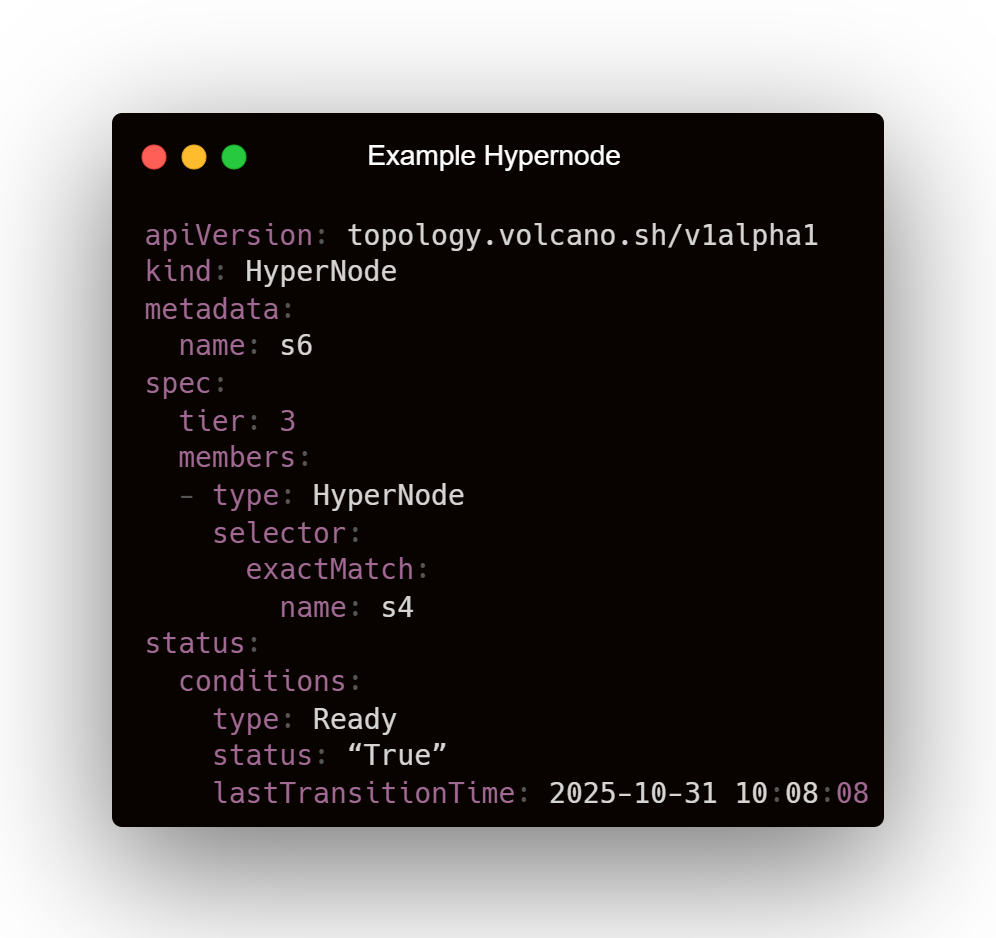 Example Hypernode
apiVersion: topology.volcano.sh/v1alpha1
kind: HyperNode
metadata:
  name: s6
spec:
  tier: 3
  members:
  - type: HyperNode
    selector:
      exactMatch:
        name: s4
status:
  conditions:
    type: Ready
    status: “True”
    lastTransitionTime: 2025-10-31 10:08:08